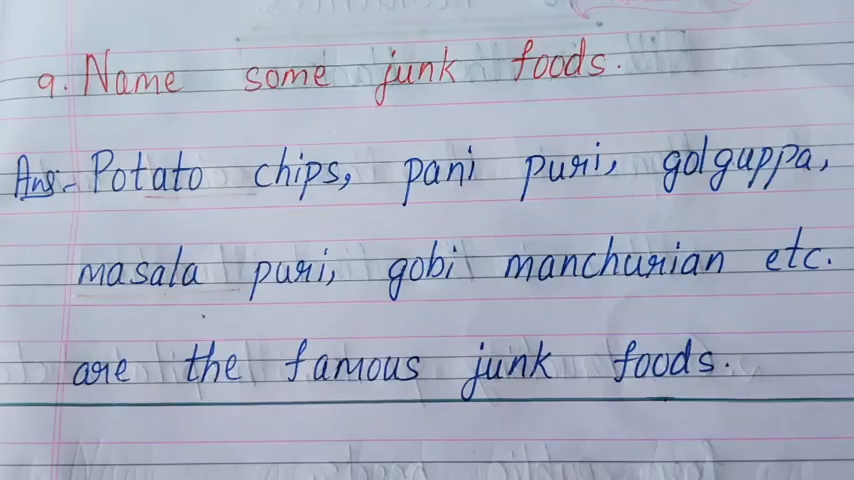 9. Name some junk foods.
Ans- Potato chips, pani puri, golguppa,
masala puri, gobi manchurian etc.
are the famous junk foods.